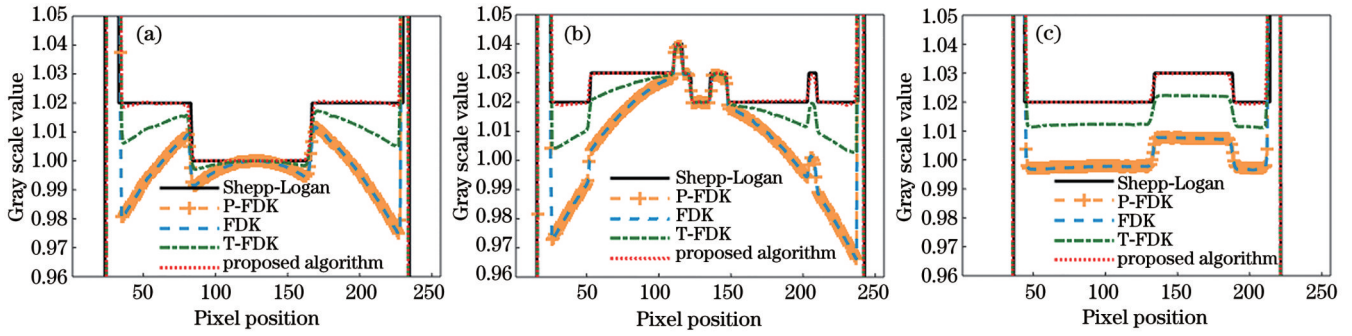 Gray scale value
1.05
1.04
1.03
1.02
1.01
1.00
0.99
0.98
0.97
0.96
(a)
Shepp-Logan
P-FDK
FDK
T-FDK
proposed algorithm
50 100 150 200 250
Pixel position
Gray scale value
1.05
1.04
1.03
1.02
1.01
1.00
0.99
0.98
0.97
0.96
(b)
Shepp-Logan
P-FDK
FDK
T-FDK
proposed algorithm
50 100 150 200 250
Pixel position
Gray scale value
1.05
1.04
1.03
1.02
1.01
1.00
0.99
0.98
0.97
0.96
(c)
Shepp-Logan
P-FDK
FDK
T-FDK
proposed algorithm
50 100 150 200 250
Pixel position